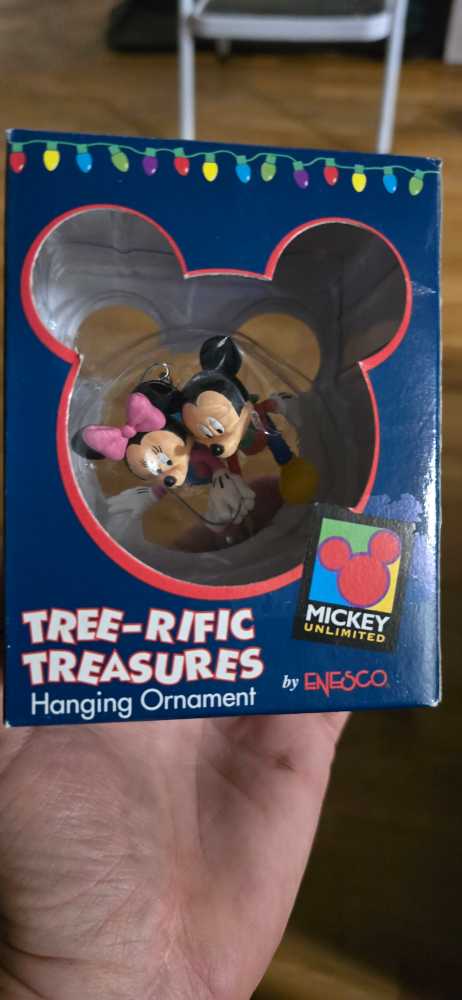 MICKEY
UNLIMITED
TREE-RIFIC
TREASURES
Hanging Ornament
by ENESCO